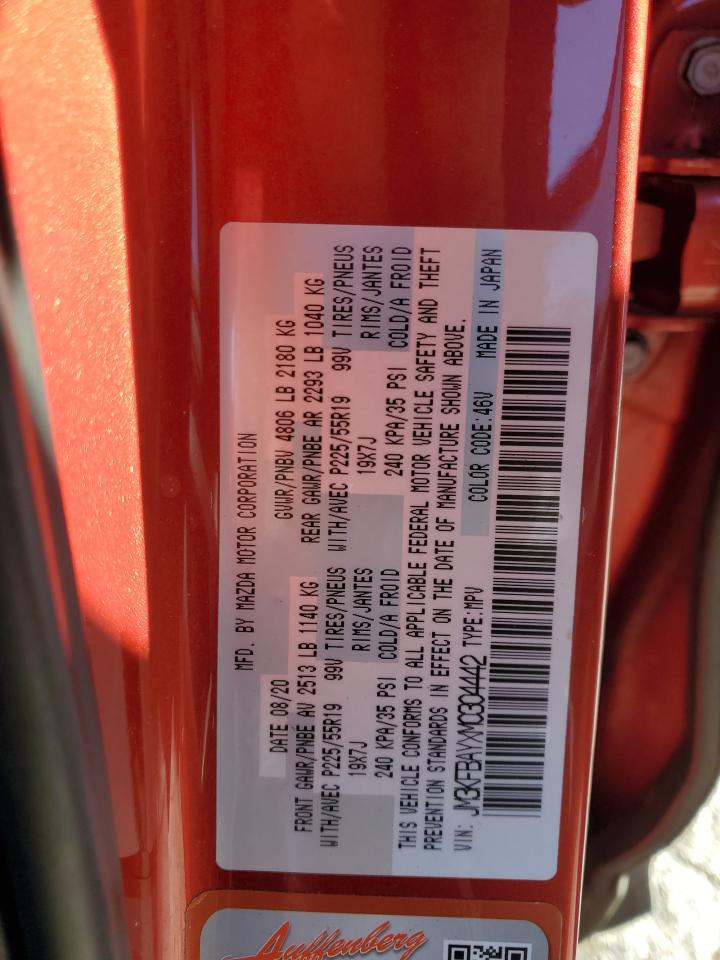 MFD. BY MAZDA MOTOR CORPORATION
DATE 08/20 GVWR/PNBV 4806 LB 2180 KG
FRONT GAWR/PNBE AV 2513 LB 1140 KG REAR GAWR/PNBE AR 2293 LB 1040 KG
WITH/AVEC P225/55R19 99V TIRES/PNEUS WITH/AVEC P225/55R19 99V TIRES/PNEUS
19X7J RIMS/JANTES 19X7J RIMS/JANTES
240 KPA/35 PSI COLD/A FROID 240 KPA/35 PSI COLD/A FROID
THIS VEHICLE CONFORMS TO ALL APPLICABLE FEDERAL MOTOR VEHICLE SAFETY AND THEFT
PREVENTION STANDARDS IN EFFECT ON THE DATE OF MANUFACTURE SHOWN ABOVE.
VIN: JM3KFBAYXM0304442 TYPE:MPV COLOR CODE:46V MADE IN JAPAN
Auffenberg